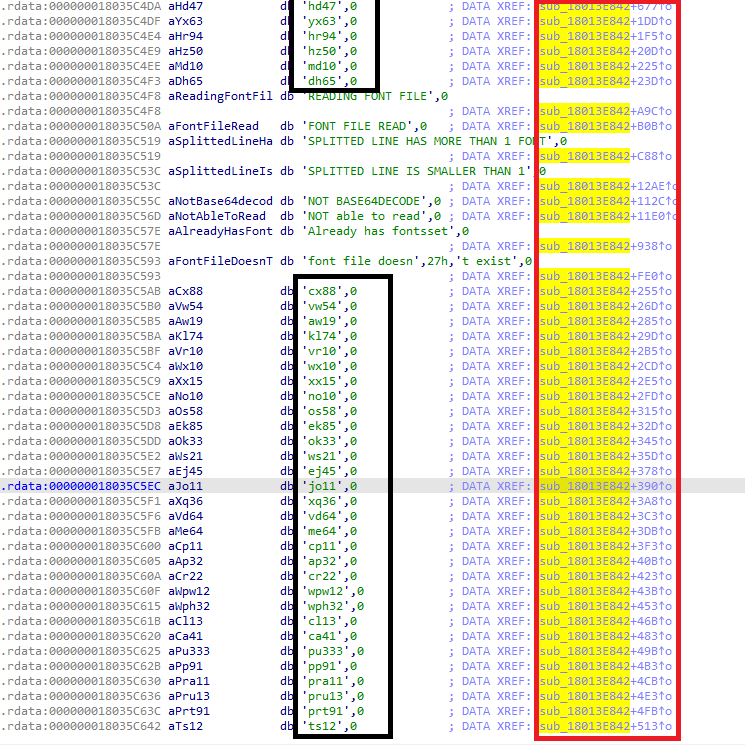 .rdata:000000018035C4DA aHd47 db 'hd47',0 ; DATA XREF: sub_18013E842+677↑o
.rdata:000000018035C4DF aYx63 db 'yx63',0 ; DATA XREF: sub_18013E842+1DD↑o
.rdata:000000018035C4E4 aHr94 db 'hr94',0 ; DATA XREF: sub_18013E842+1F5↑o
.rdata:000000018035C4E9 aHz50 db 'hz50',0 ; DATA XREF: sub_18013E842+20D↑o
.rdata:000000018035C4EE aMd10 db 'md10',0 ; DATA XREF: sub_18013E842+225↑o
.rdata:000000018035C4F3 aDh65 db 'dh65',0 ; DATA XREF: sub_18013E842+23D↑o
.rdata:000000018035C4F8 aReadingFontFil db 'READING FONT FILE',0
.rdata:000000018035C4F8 ; DATA XREF: sub_18013E842+A9C↑o
.rdata:000000018035C50A aFontFileRead db 'FONT FILE READ',0 ; DATA XREF: sub_18013E842+B0B↑o
.rdata:000000018035C519 aSplittedLineHa db 'SPLITTED LINE HAS MORE THAN 1 FONT',0
.rdata:000000018035C519 ; DATA XREF: sub_18013E842+C88↑o
.rdata:000000018035C53C aSplittedLineIs db 'SPLITTED LINE IS SMALLER THAN 1',0
.rdata:000000018035C53C ; DATA XREF: sub_18013E842+12AE↑o
.rdata:000000018035C55C aNotBase64decod db 'NOT BASE64DECODE',0 ; DATA XREF: sub_18013E842+112C↑o
.rdata:000000018035C56D aNotAbleToRead db 'NOT able to read',0 ; DATA XREF: sub_18013E842+11E0↑o
.rdata:000000018035C57E aAlreadyHasFont db 'Already has fontsset',0
.rdata:000000018035C57E ; DATA XREF: sub_18013E842+938↑o
.rdata:000000018035C593 aFontFileDoesnT db 'font file doesn',27h,'t exist',0
.rdata:000000018035C593 ; DATA XREF: sub_18013E842+FE0↑o
.rdata:000000018035C5AB aCx88 db 'cx88',0 ; DATA XREF: sub_18013E842+255↑o
.rdata:000000018035C5B0 aVw54 db 'vw54',0 ; DATA XREF: sub_18013E842+26D↑o
.rdata:000000018035C5B5 aAw19 db 'aw19',0 ; DATA XREF: sub_18013E842+285↑o
.rdata:000000018035C5BA aKl74 db 'kl74',0 ; DATA XREF: sub_18013E842+29D↑o
.rdata:000000018035C5BF aVr10 db 'vr10',0 ; DATA XREF: sub_18013E842+2B5↑o
.rdata:000000018035C5C4 aWx10 db 'wx10',0 ; DATA XREF: sub_18013E842+2CD↑o
.rdata:000000018035C5C9 aXx15 db 'xx15',0 ; DATA XREF: sub_18013E842+2E5↑o
.rdata:000000018035C5CE aNo10 db 'no10',0 ; DATA XREF: sub_18013E842+2FD↑o
.rdata:000000018035C5D3 aOs58 db 'os58',0 ; DATA XREF: sub_18013E842+315↑o
.rdata:000000018035C5D8 aEk85 db 'ek85',0 ; DATA XREF: sub_18013E842+32D↑o
.rdata:000000018035C5DD aOk33 db 'ok33',0 ; DATA XREF: sub_18013E842+345↑o
.rdata:000000018035C5E2 aWs21 db 'ws21',0 ; DATA XREF: sub_18013E842+35D↑o
.rdata:000000018035C5E7 aEj45 db 'ej45',0 ; DATA XREF: sub_18013E842+378↑o
.rdata:000000018035C5EC aJo11 db 'jo11',0 ; DATA XREF: sub_18013E842+390↑o
.rdata:000000018035C5F1 aXq36 db 'xq36',0 ; DATA XREF: sub_18013E842+3A8↑o
.rdata:000000018035C5F6 aVd64 db 'vd64',0 ; DATA XREF: sub_18013E842+3C3↑o
.rdata:000000018035C5FB aMe64 db 'me64',0 ; DATA XREF: sub_18013E842+3DB↑o
.rdata:000000018035C600 aCp11 db 'cp11',0 ; DATA XREF: sub_18013E842+3F3↑o
.rdata:000000018035C605 aAp32 db 'ap32',0 ; DATA XREF: sub_18013E842+40B↑o
.rdata:000000018035C60A aCr22 db 'cr22',0 ; DATA XREF: sub_18013E842+423↑o
.rdata:000000018035C60F aWpw12 db 'wpw12',0 ; DATA XREF: sub_18013E842+43B↑o
.rdata:000000018035C615 aWph32 db 'wph32',0 ; DATA XREF: sub_18013E842+453↑o
.rdata:000000018035C61B aCl13 db 'cl13',0 ; DATA XREF: sub_18013E842+46B↑o
.rdata:000000018035C620 aCa41 db 'ca41',0 ; DATA XREF: sub_18013E842+483↑o
.rdata:000000018035C625 aPu333 db 'pu333',0 ; DATA XREF: sub_18013E842+49B↑o
.rdata:000000018035C62B aPp91 db 'pp91',0 ; DATA XREF: sub_18013E842+4B3↑o
.rdata:000000018035C630 aPra11 db 'pra11',0 ; DATA XREF: sub_18013E842+4CB↑o
.rdata:000000018035C636 aPru13 db 'pru13',0 ; DATA XREF: sub_18013E842+4E3↑o
.rdata:000000018035C63C aPrt91 db 'prt91',0 ; DATA XREF: sub_18013E842+4FB↑o
.rdata:000000018035C642 aTs12 db 'ts12',0 ; DATA XREF: sub_18013E842+513↑o